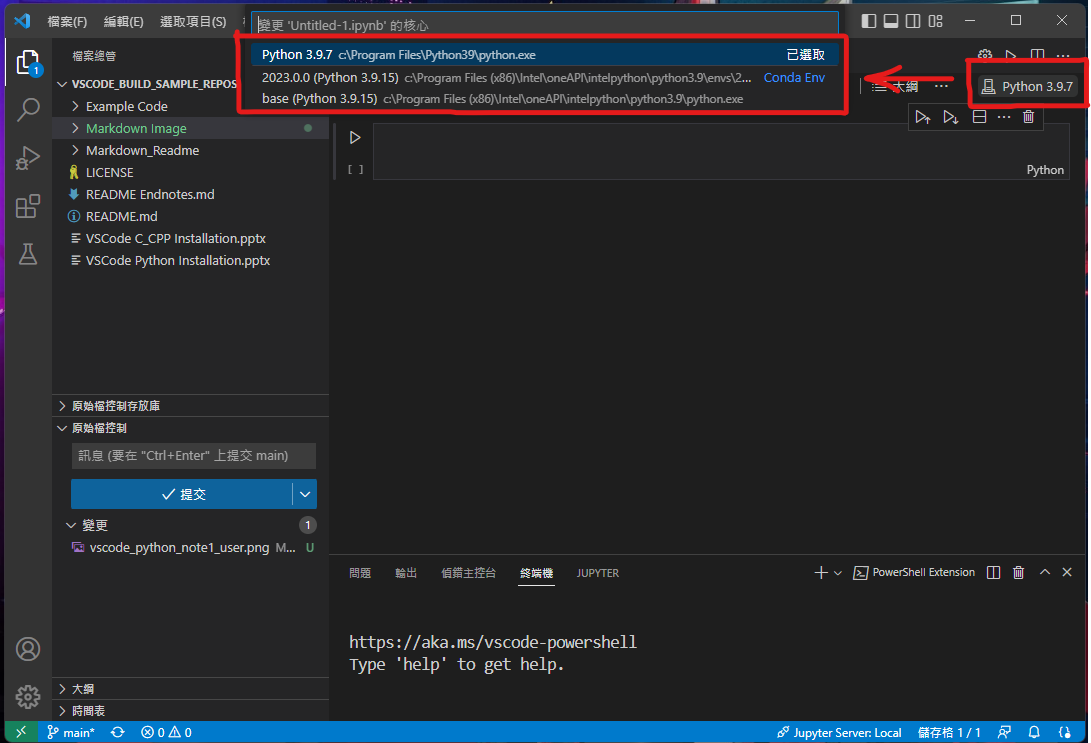 檔案(F) 編輯(E) 選取項目(S)
變更 'Untitled-1.ipynb' 的核心
Python 3.9.7 c:\Program Files\Python39\python.exe 已選取
2023.0.0 (Python 3.9.15) c:\Program Files (x86)\Intel\oneAPI\intelpython\python3.9\envs\2... Conda Env
base (Python 3.9.15) c:\Program Files (x86)\Intel\oneAPI\intelpython\python3.9\python.exe
大綱 ...
Python 3.9.7
檔案總管
VSCODE_BUILD_SAMPLE_REPOS
Example Code
Markdown Image
Markdown_Readme
LICENSE
README Endnotes.md
README.md
VSCode C_CPP Installation.pptx
VSCode Python Installation.pptx
1
[ ]
Python
原始檔控制存放庫
原始檔控制
訊息 (要在 "Ctrl+Enter" 上提交 main)
提交
變更 1
vscode_python_note1_user.png M... U
大綱
時間表
問題 輸出 偵錯主控台 終端機 JUPYTER
PowerShell Extension
https://aka.ms/vscode-powershell
Type 'help' to get help.
main* 0 0 Jupyter Server: Local 儲存格 1 / 1